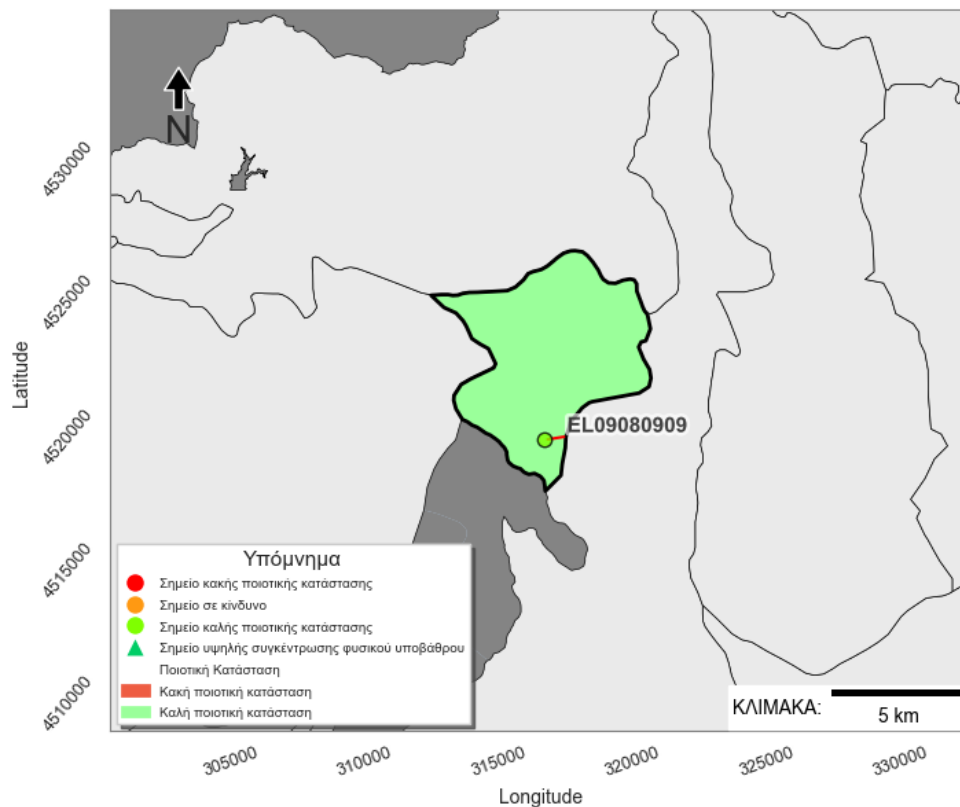 N
4530000
4525000
4520000
4515000
4510000
Latitude
EL09080909
Υπόμνημα
Σημείο κακής ποιοτικής κατάστασης
Σημείο σε κίνδυνο
Σημείο καλής ποιοτικής κατάστασης
Σημείο υψηλής συγκέντρωσης φυσικού υποβάθρου
Ποιοτική Κατάσταση
Κακή ποιοτική κατάσταση
Καλή ποιοτική κατάσταση
ΚΛΙΜΑΚΑ:
5 km
305000
310000
315000
320000
325000
330000
Longitude